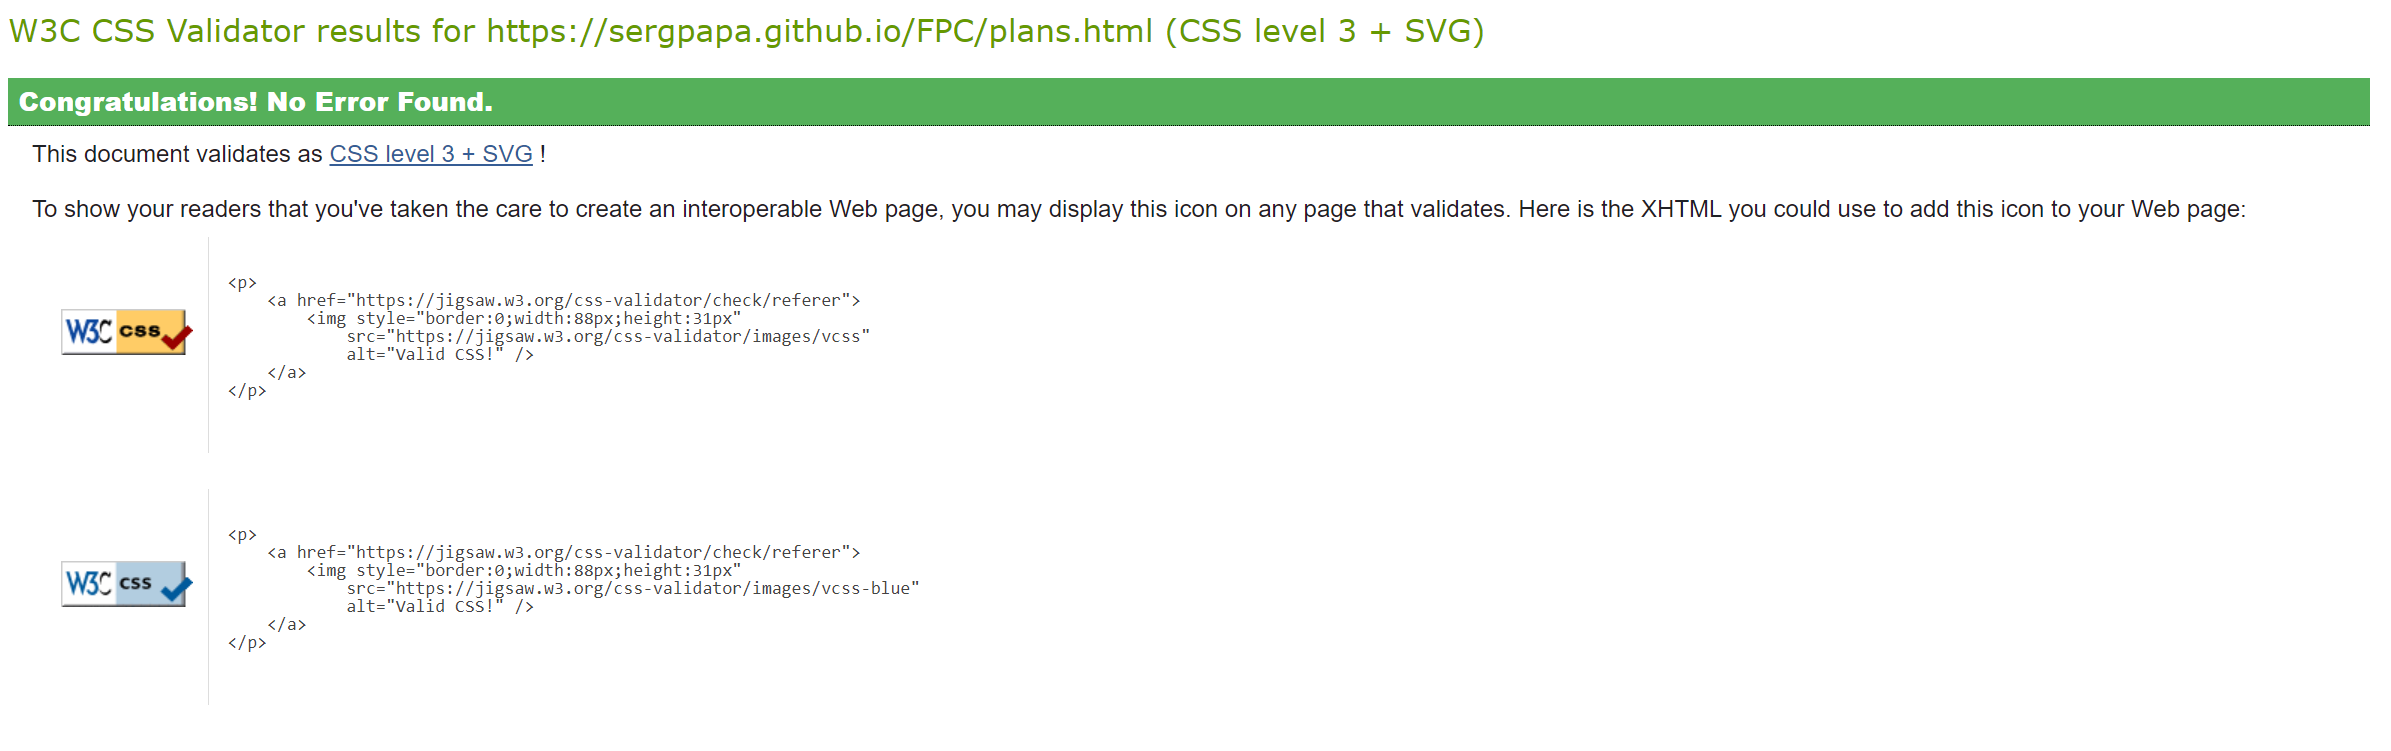 W3C CSS Validator results for https://sergpapa.github.io/FPC/plans.html (CSS level 3 + SVG)
Congratulations! No Error Found.
This document validates as CSS level 3 + SVG !
To show your readers that you've taken the care to create an interoperable Web page, you may display this icon on any page that validates. Here is the XHTML you could use to add this icon to your Web page:
W3C css
<p>
    <a href="https://jigsaw.w3.org/css-validator/check/referer">
        <img style="border:0;width:88px;height:31px"
            src="https://jigsaw.w3.org/css-validator/images/vcss"
            alt="Valid CSS!" />
    </a>
</p>
W3C css
<p>
    <a href="https://jigsaw.w3.org/css-validator/check/referer">
        <img style="border:0;width:88px;height:31px"
            src="https://jigsaw.w3.org/css-validator/images/vcss-blue"
            alt="Valid CSS!" />
    </a>
</p>